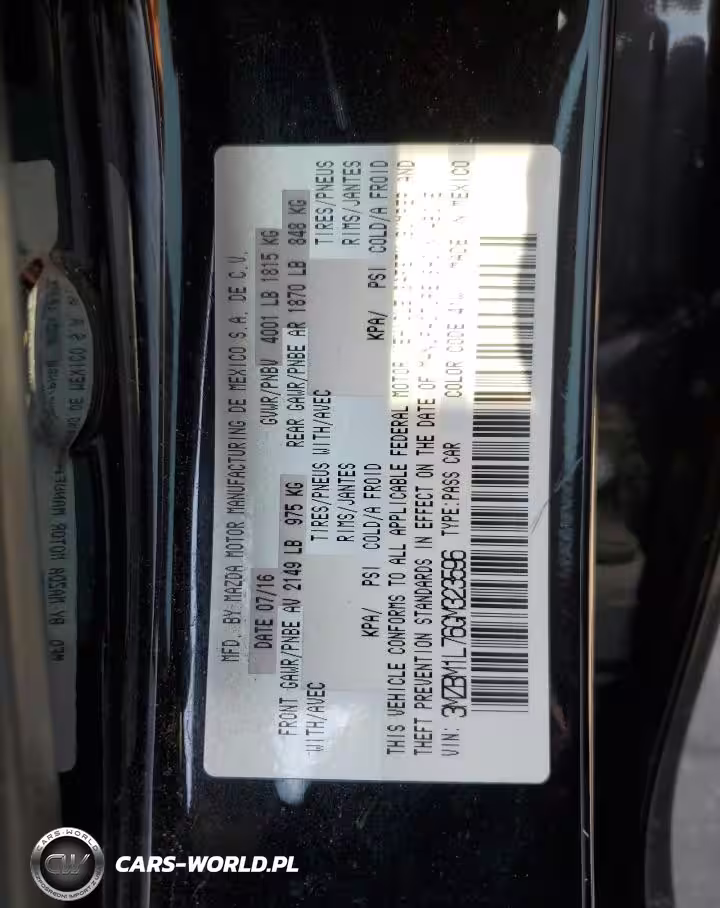 MFD. BY MAZDA MOTOR MANUFACTURING DE MEXICO S.A. DE C.V.
DATE 07/16 GVWR/PNBV 4001 LB 1815 KG
FRONT GAWR/PNBE AV 2149 LB 975 KG REAR GAWR/PNBE AR 1870 LB 848 KG
WITH/AVEC TIRES/PNEUS WITH/AVEC TIRES/PNEUS
RIMS/JANTES RIMS/JANTES
KPA/ PSI COLD/A FROID KPA/ PSI COLD/A FROID
THIS VEHICLE CONFORMS TO ALL APPLICABLE FEDERAL MOTOR AND
THEFT PREVENTION STANDARDS IN EFFECT ON THE DATE OF
VIN: 3MZBM1L76GM323596 TYPE:PASS CAR COLOR CODE MADE IN MEXICO
CARS-WORLD
CW
CARS-WORLD.PL